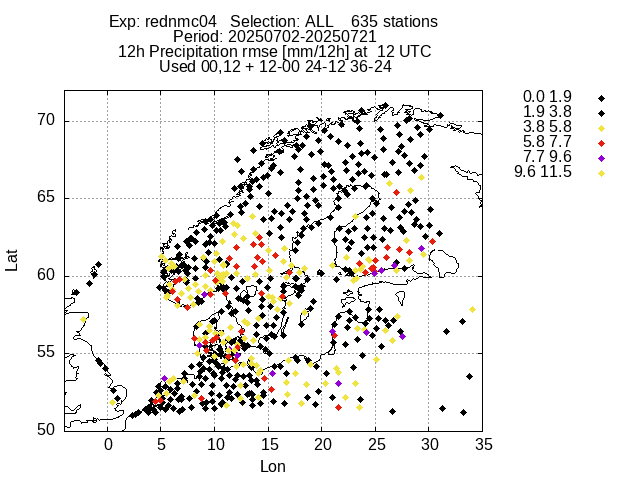 Exp: rednmc04 Selection: ALL 635 stations
Period: 20250702-20250721
12h Precipitation rmse [mm/12h] at 12 UTC
Used 00,12 + 12-00 24-12 36-24
0.0 1.9
1.9 3.8
3.8 5.8
5.8 7.7
7.7 9.6
9.6 11.5
70
65
60
55
50
Lat
0 5 10 15 20 25 30 35
Lon